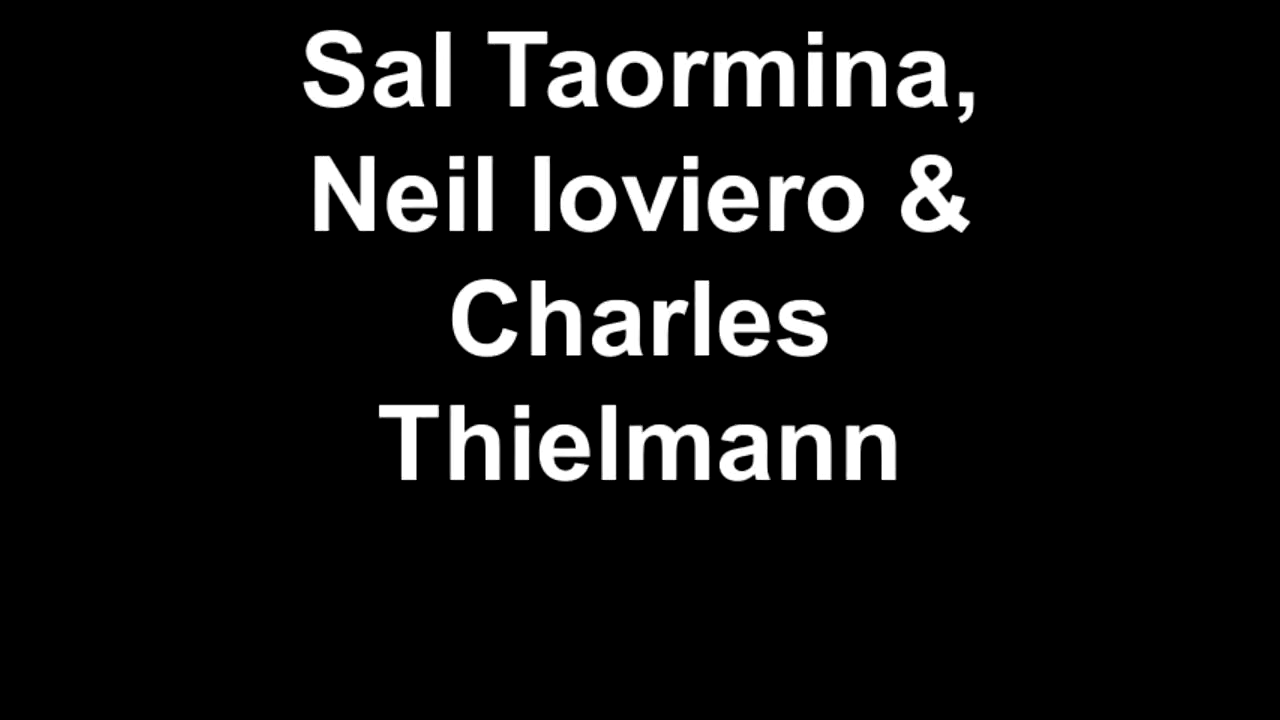 Sal Taormina,
Neil Ioviero &
Charles
Thielmann